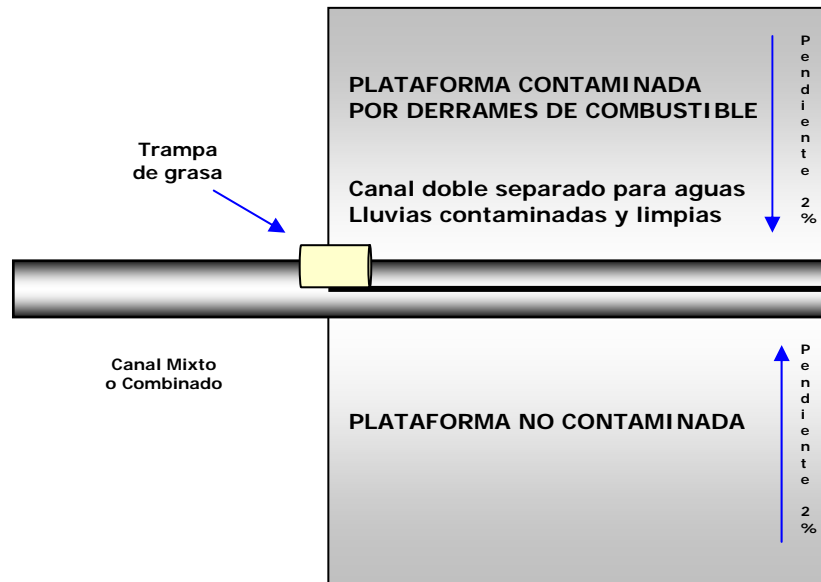 PLATAFORMA CONTAMINADA
POR DERRAMES DE COMBUSTIBLE
Pendiente 2%
Trampa
de grasa
Canal doble separado para aguas
Lluvias contaminadas y limpias
Canal Mixto
o Combinado
PLATAFORMA NO CONTAMINADA
Pendiente 2%